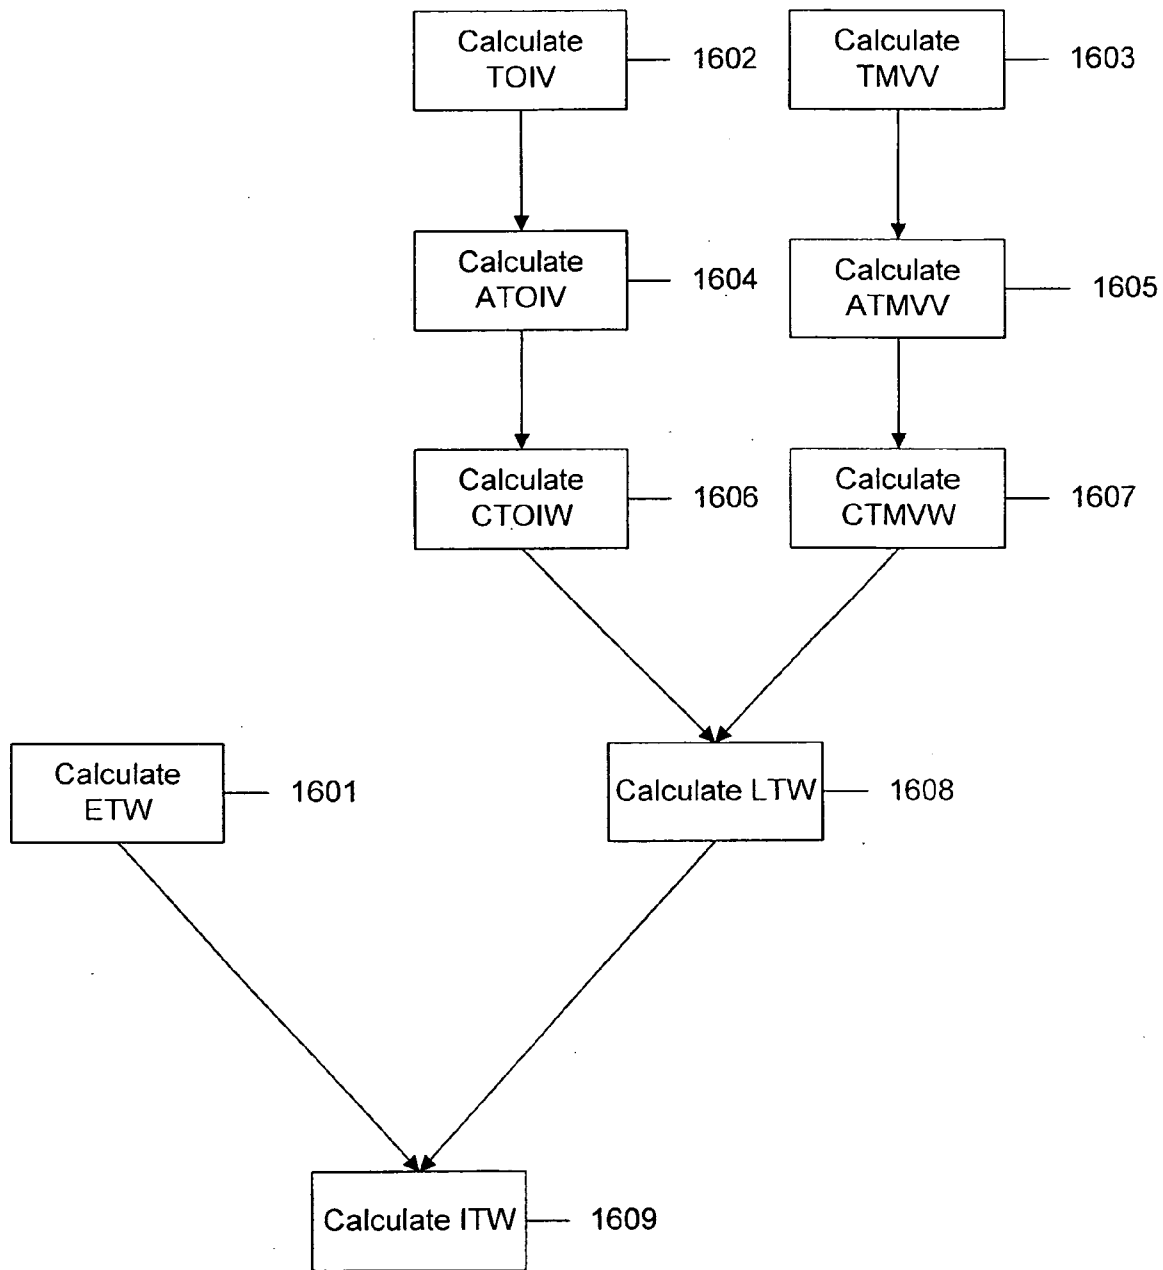 Calculate
TOIV
1602
Calculate
TMVV
1603
Calculate
ATOIV
1604
Calculate
ATMVV
1605
Calculate
CTOIW
1606
Calculate
CTMVW
1607
Calculate
ETW
1601
Calculate LTW
1608
Calculate ITW
1609